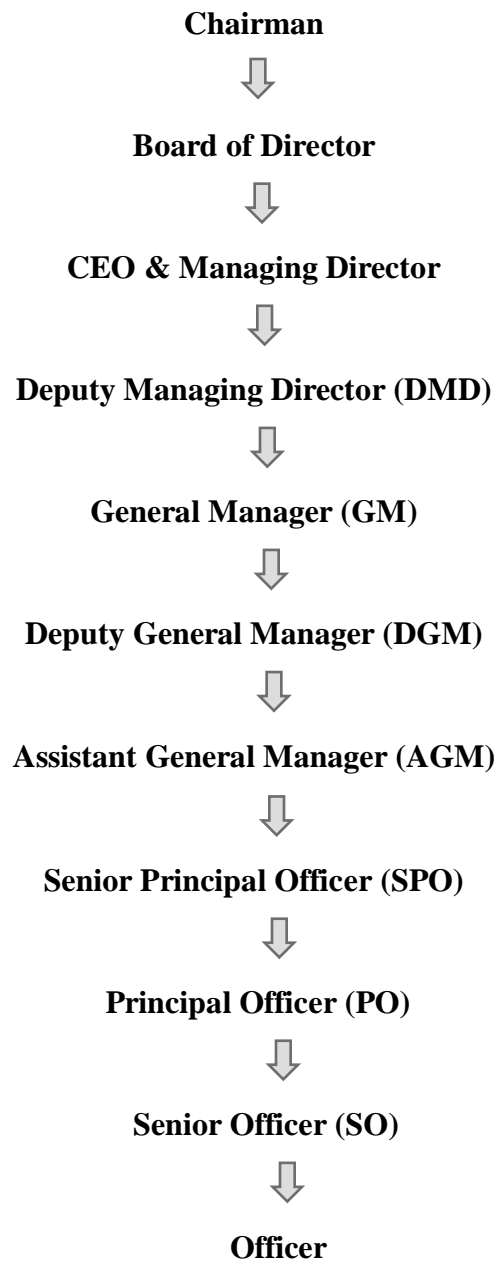 Chairman
Board of Director
CEO & Managing Director
Deputy Managing Director (DMD)
General Manager (GM)
Deputy General Manager (DGM)
Assistant General Manager (AGM)
Senior Principal Officer (SPO)
Principal Officer (PO)
Senior Officer (SO)
Officer